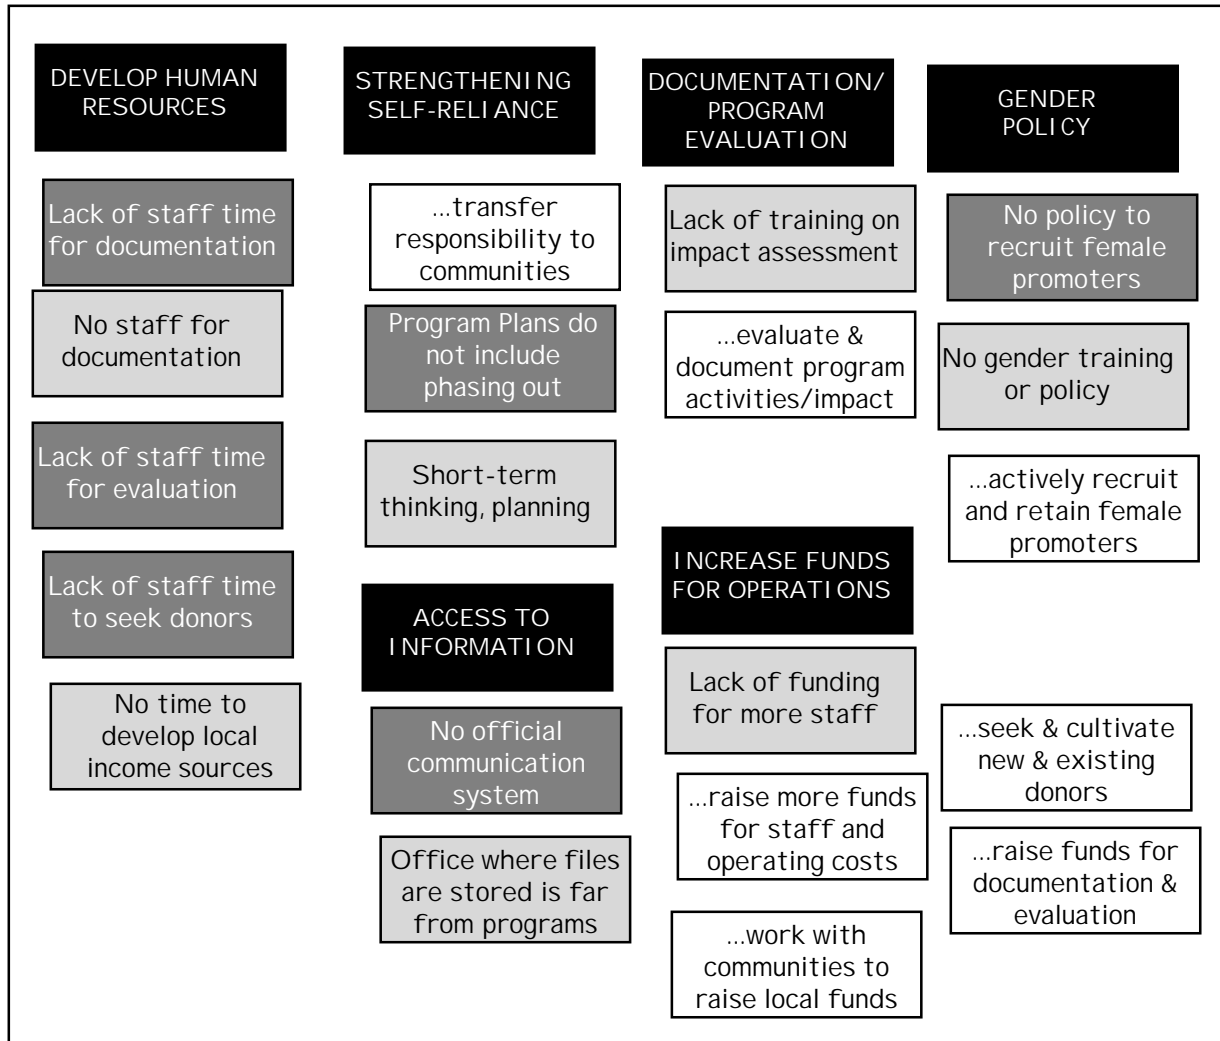 DEVELOP HUMAN
RESOURCES
Lack of staff time
for documentation
No staff for
documentation
Lack of staff time
for evaluation
Lack of staff time
to seek donors
No time to
develop local
income sources
STRENGTHENING
SELF-RELIANCE
...transfer
responsibility to
communities
Program Plans do
not include
phasing out
Short-term
thinking, planning
ACCESS TO
INFORMATION
No official
communication
system
Office where files
are stored is far
from programs
DOCUMENTATION/
PROGRAM
EVALUATION
Lack of training on
impact assessment
...evaluate &
document program
activities/impact
INCREASE FUNDS
FOR OPERATIONS
Lack of funding
for more staff
...raise more funds
for staff and
operating costs
...work with
communities to
raise local funds
GENDER
POLICY
No policy to
recruit female
promoters
No gender training
or policy
...actively recruit
and retain female
promoters
...seek & cultivate
new & existing
donors
...raise funds for
documentation &
evaluation